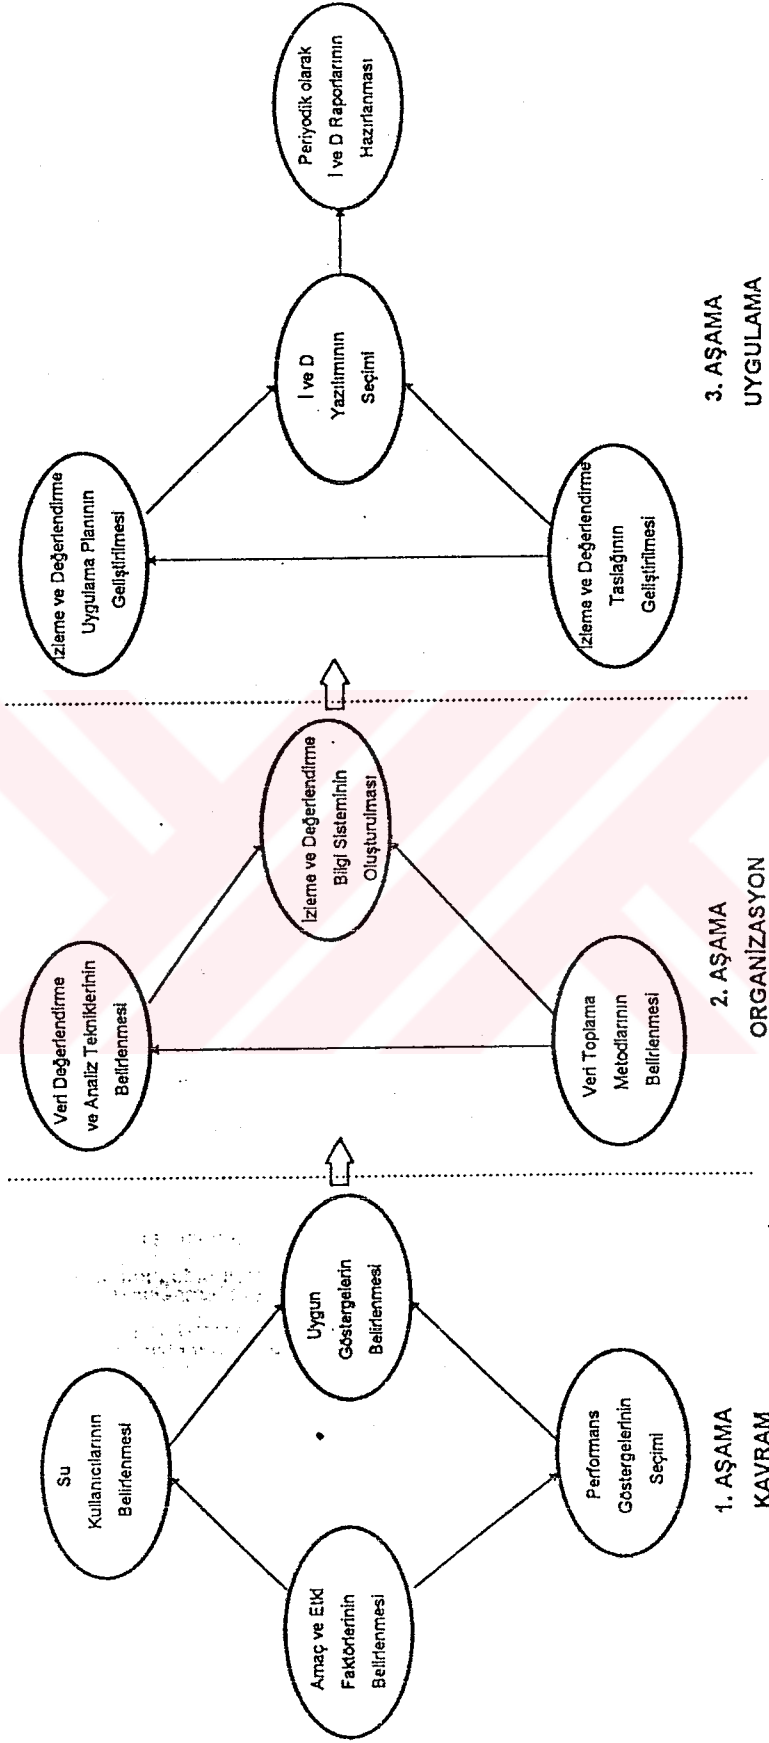 Su
Kullanıcılarının
Belirlenmesi
Amaç ve Etki
Faktörlerinin
Belirlenmesi
Uygun
Göstergelerin
Belirlenmesi
Performans
Göstergelerinin
Seçimi
1. AŞAMA
KAVRAM
Veri Değerlendirme
ve Analiz Tekniklerinin
Belirlenmesi
İzleme ve Değerlendirme
Bilgi Sisteminin
Oluşturulması
Veri Toplama
Metodlarının
Belirlenmesi
2. AŞAMA
ORGANİZASYON
İzleme ve Değerlendirme
Uygulama Planının
Geliştirilmesi
I ve D
Yazılımının
Seçimi
Periyodik olarak
I ve D Raporlarının
Hazırlanması
İzleme ve Değerlendirme
Taslağının
Geliştirilmesi
3. AŞAMA
UYGULAMA